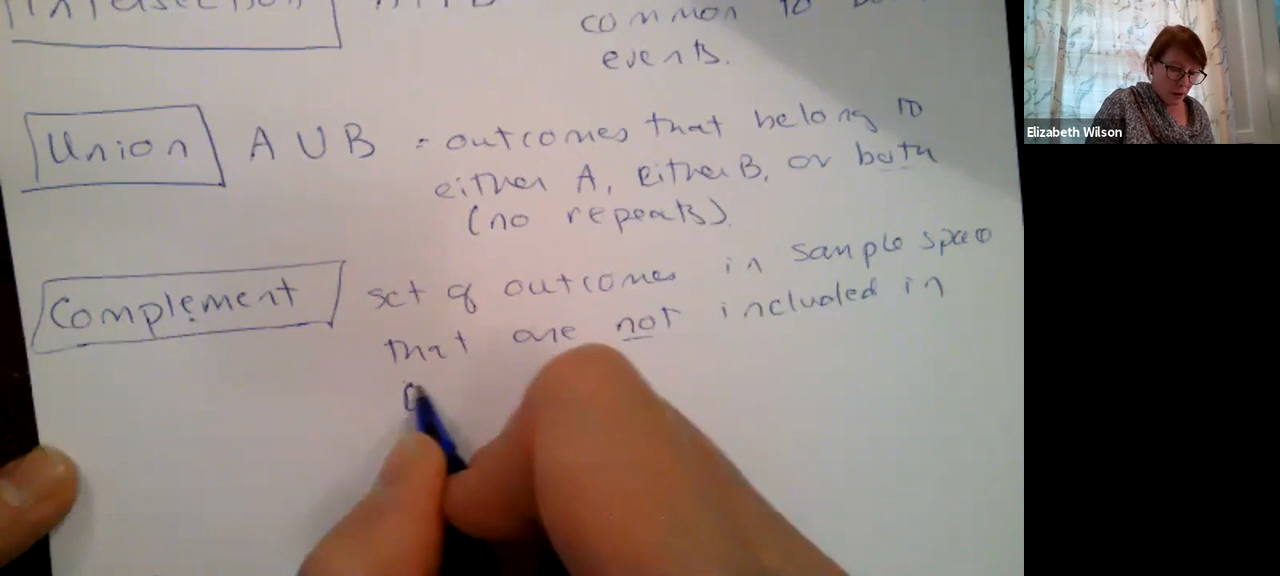 Intersection
common to
events.
Union A U B - outcomes that belong to
either A, either B, or both
(no repeats).
Complement set of outcomes in sample space
that are not included in
Elizabeth Wilson